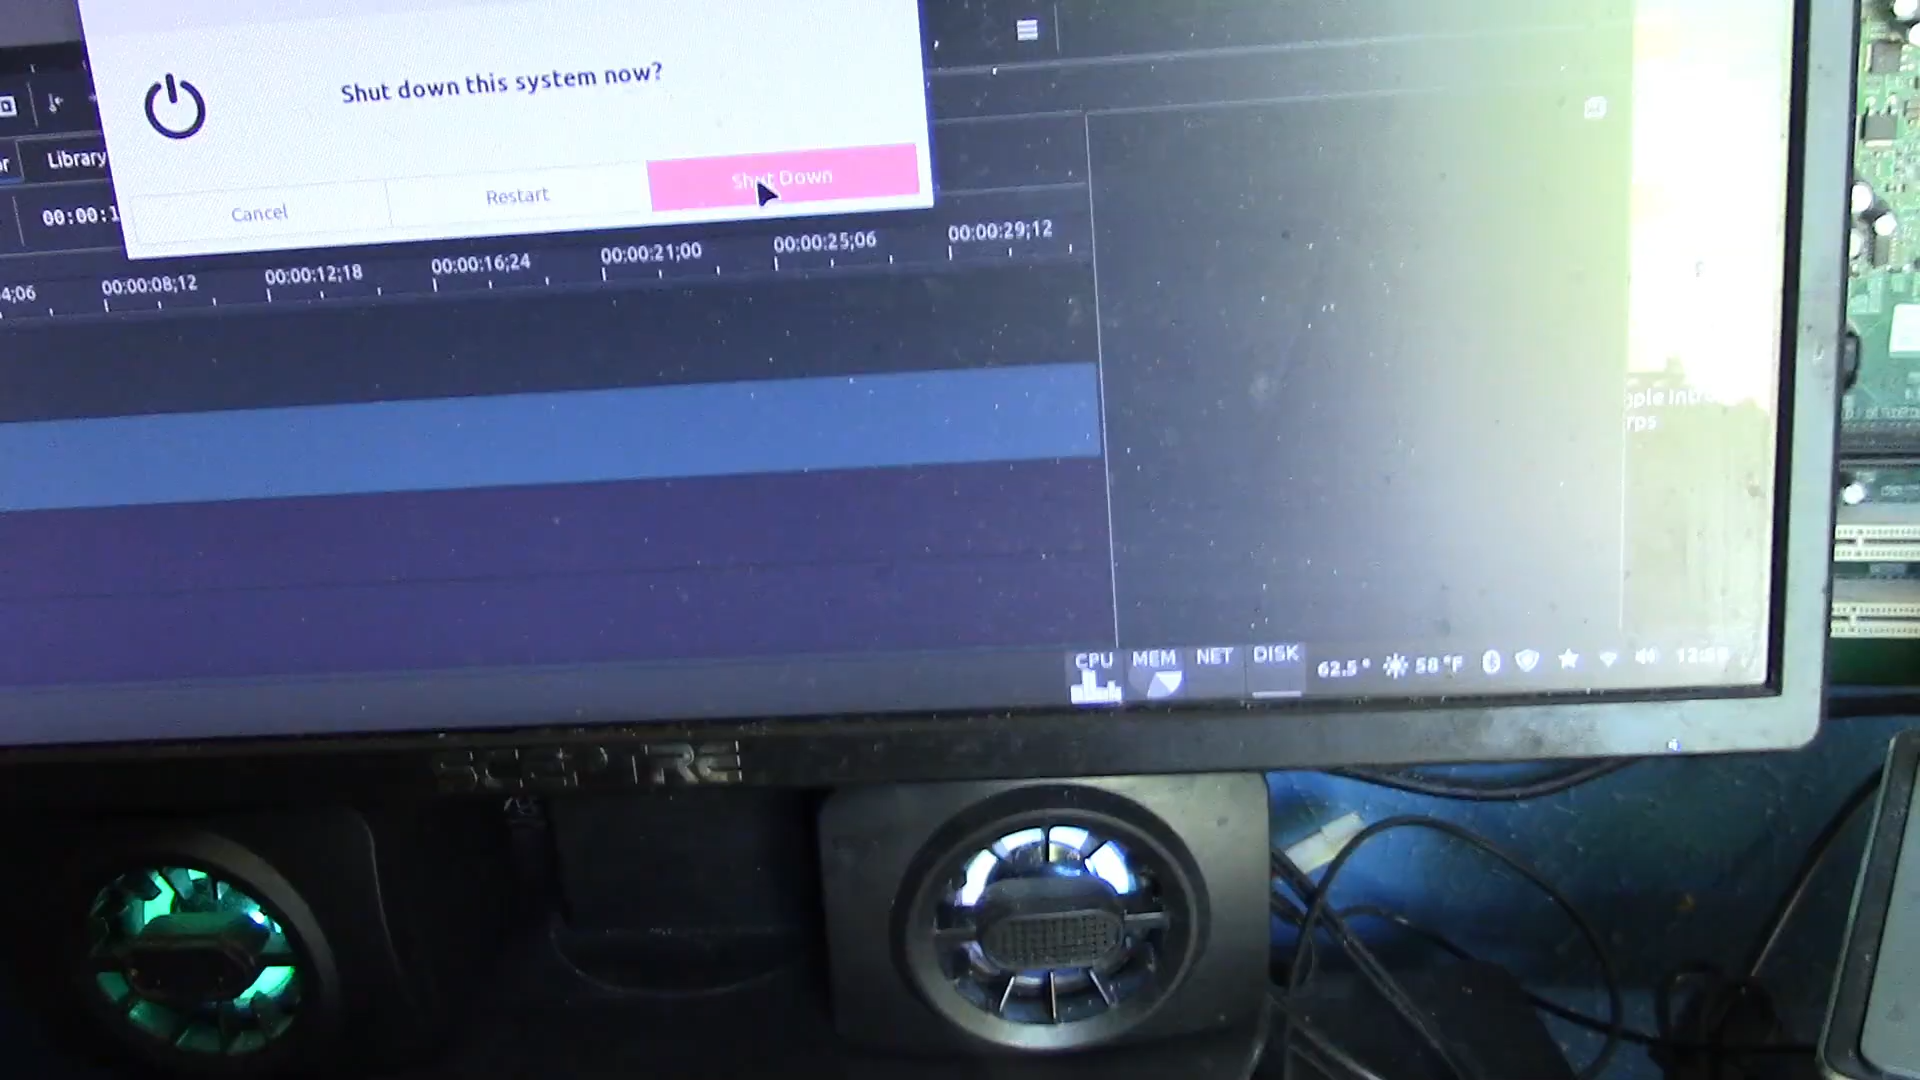 Shut down this system now?
Library
Cancel
Restart
Shut Down
00:00:1
4;06
00:00:08;12
00:00:12;18
00:00:16;24
00:00:21;00
00:00:25;06
00:00:29;12
rps
CPU
MEM
NET
DISK
62.5°
58 °F
SCEPTRE